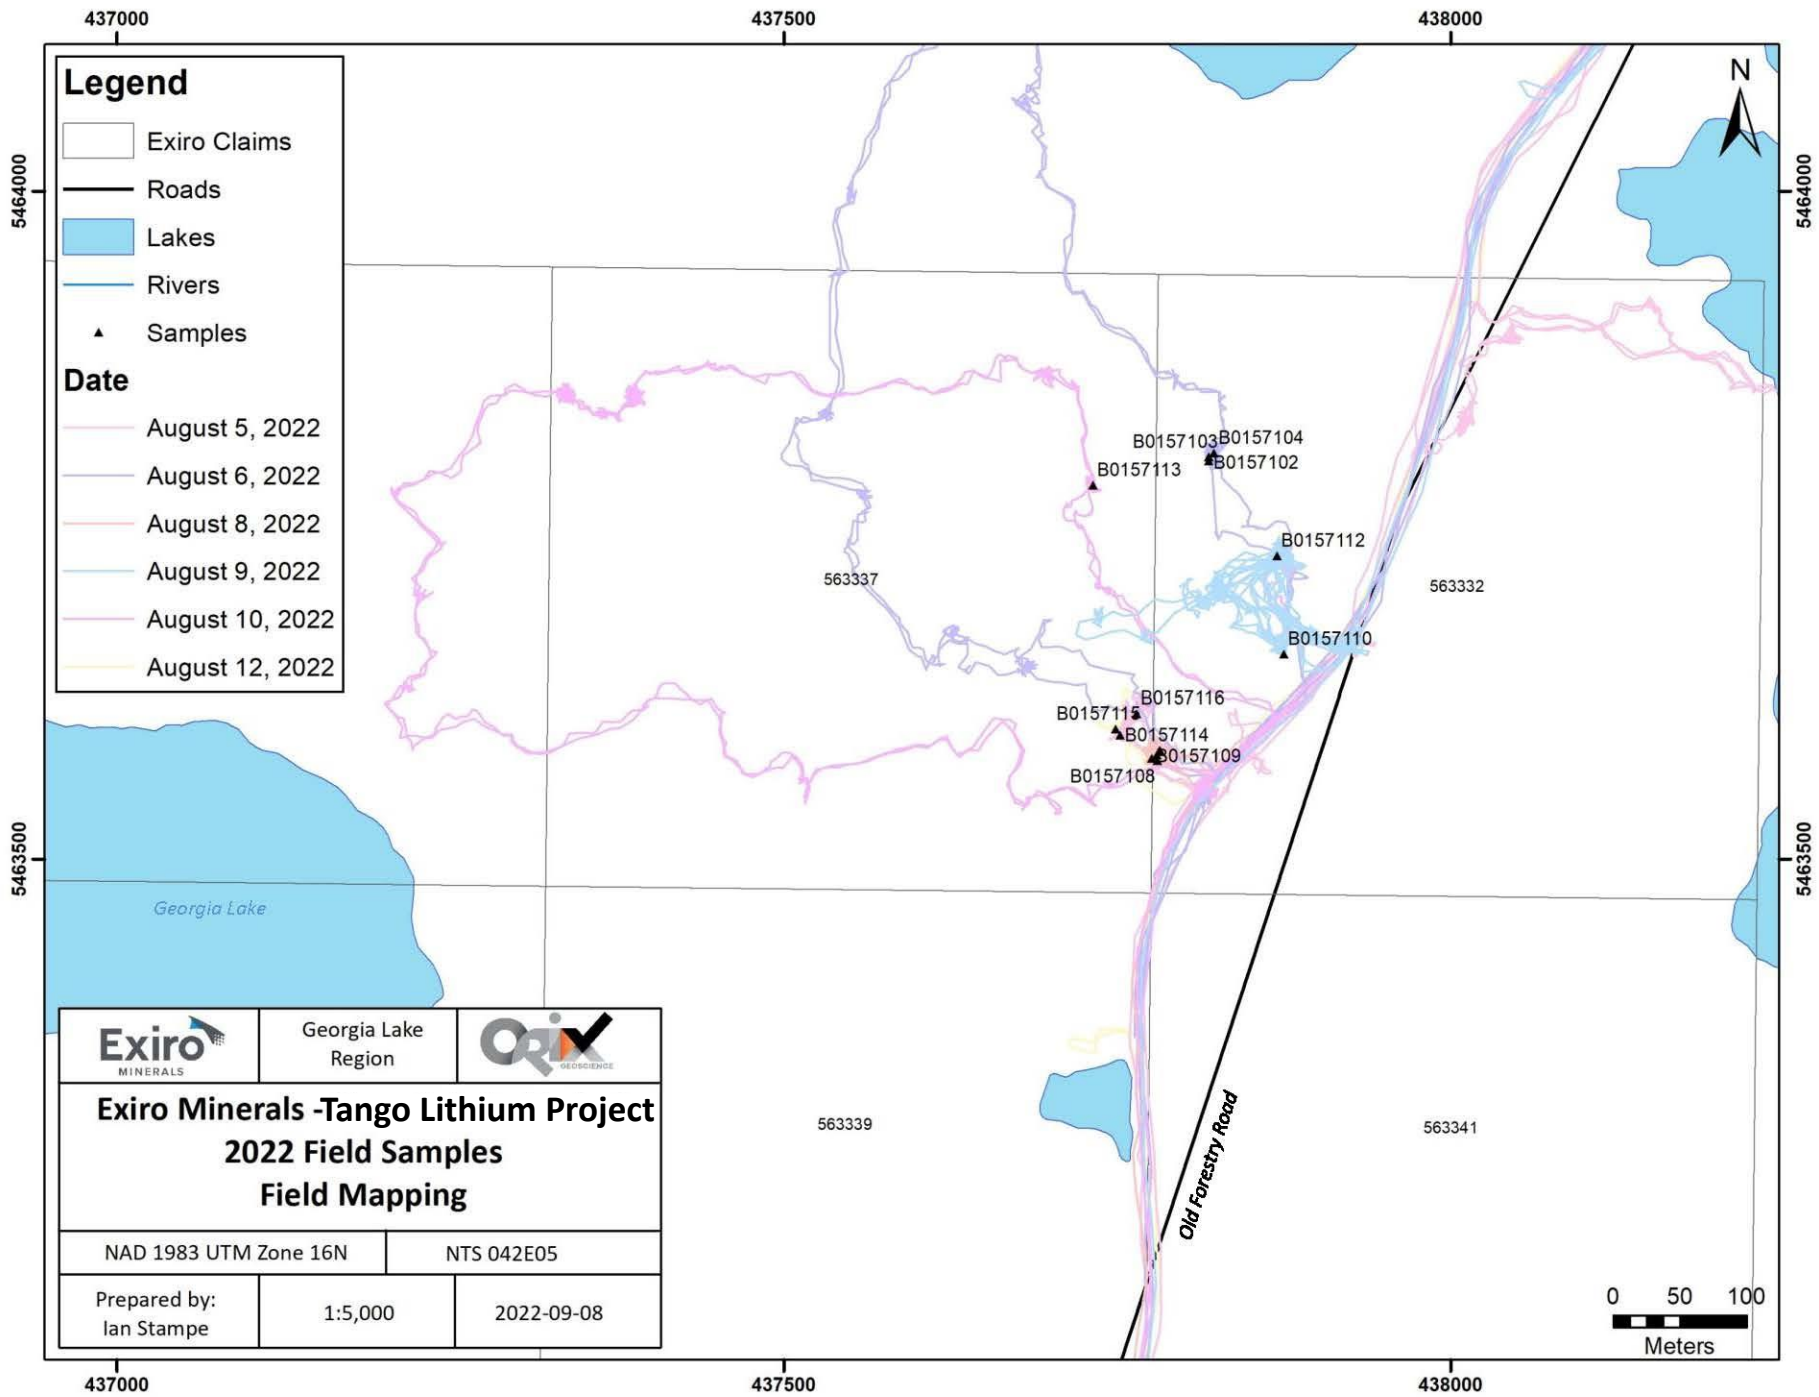 437000
437500
438000
Legend
Exiro Claims
Roads
Lakes
Rivers
Samples
Date
August 5, 2022
August 6, 2022
August 8, 2022
August 9, 2022
August 10, 2022
August 12, 2022
N
5464000
5464000
B0157103
B0157104
B0157102
B0157113
B0157112
563337
563332
B0157110
B0157116
B0157115
B0157114
B0157109
B0157108
5463500
5463500
Georgia Lake
Exiro
MINERALS
Georgia Lake
Region
ORIX
GEOSCIENCE
Exiro Minerals -Tango Lithium Project
2022 Field Samples
Field Mapping
NAD 1983 UTM Zone 16N
NTS 042E05
Prepared by:
Ian Stampe
1:5,000
2022-09-08
563339
563341
Old Forestry Road
0 50 100
Meters
437000
437500
438000